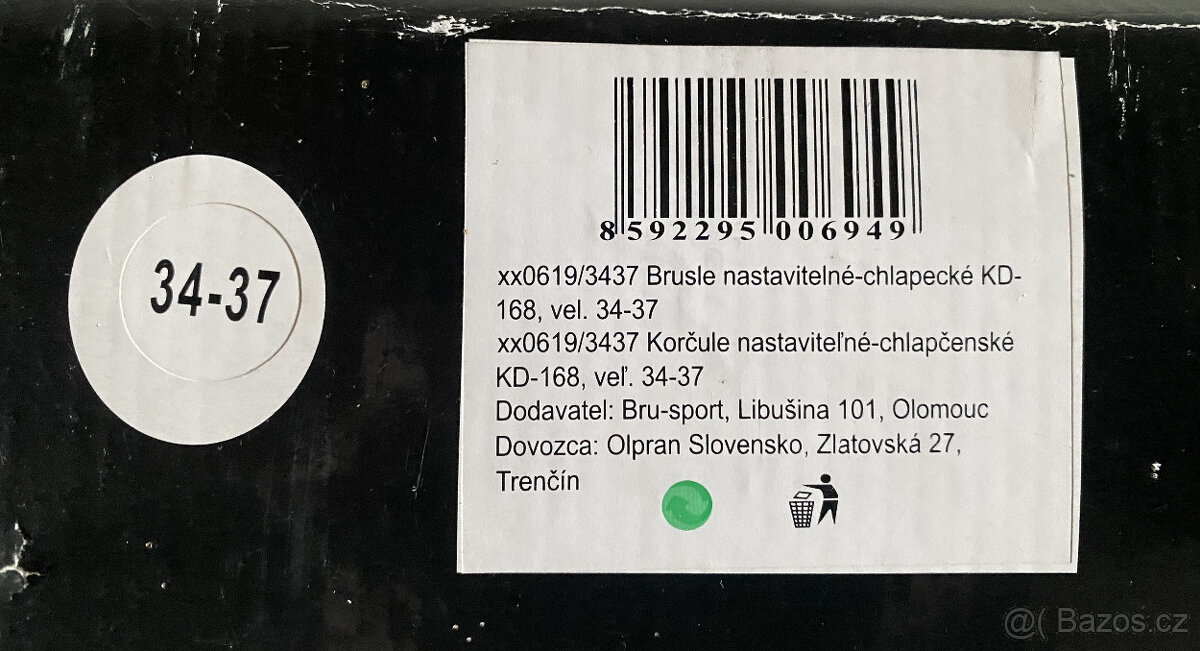 34-37
8 592295 006949
xx0619/3437 Brusle nastavitelné-chlapecké KD-
168, vel. 34-37
xx0619/3437 Korčule nastaviteľné-chlapčenské
KD-168, veľ. 34-37
Dodavatel: Bru-sport, Libušina 101, Olomouc
Dovozca: Olpran Slovensko, Zlatovská 27,
Trenčín
@( Bazos.cz